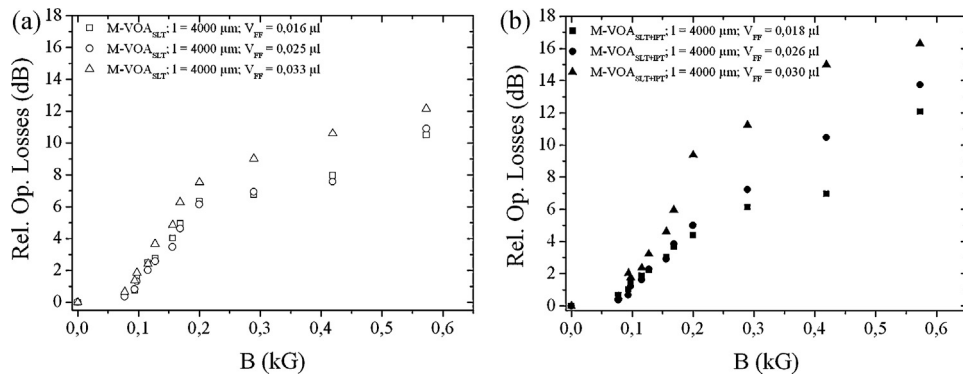 (a)
18
16
14
12
10
8
6
4
2
0
Rel. Op. Losses (dB)
M-VOA_SLT; l = 4000 µm; V_FF = 0,016 µl
M-VOA_SLT; l = 4000 µm; V_FF = 0,025 µl
M-VOA_SLT; l = 4000 µm; V_FF = 0,033 µl
0,0 0,1 0,2 0,3 0,4 0,5 0,6
B (kG)
(b)
18
16
14
12
10
8
6
4
2
0
Rel. Op. Losses (dB)
M-VOA_SLT+IPT; l = 4000 µm; V_FF = 0,018 µl
M-VOA_SLT+IPT; l = 4000 µm; V_FF = 0,026 µl
M-VOA_SLT+IPT; l = 4000 µm; V_FF = 0,030 µl
0,0 0,1 0,2 0,3 0,4 0,5 0,6
B (kG)